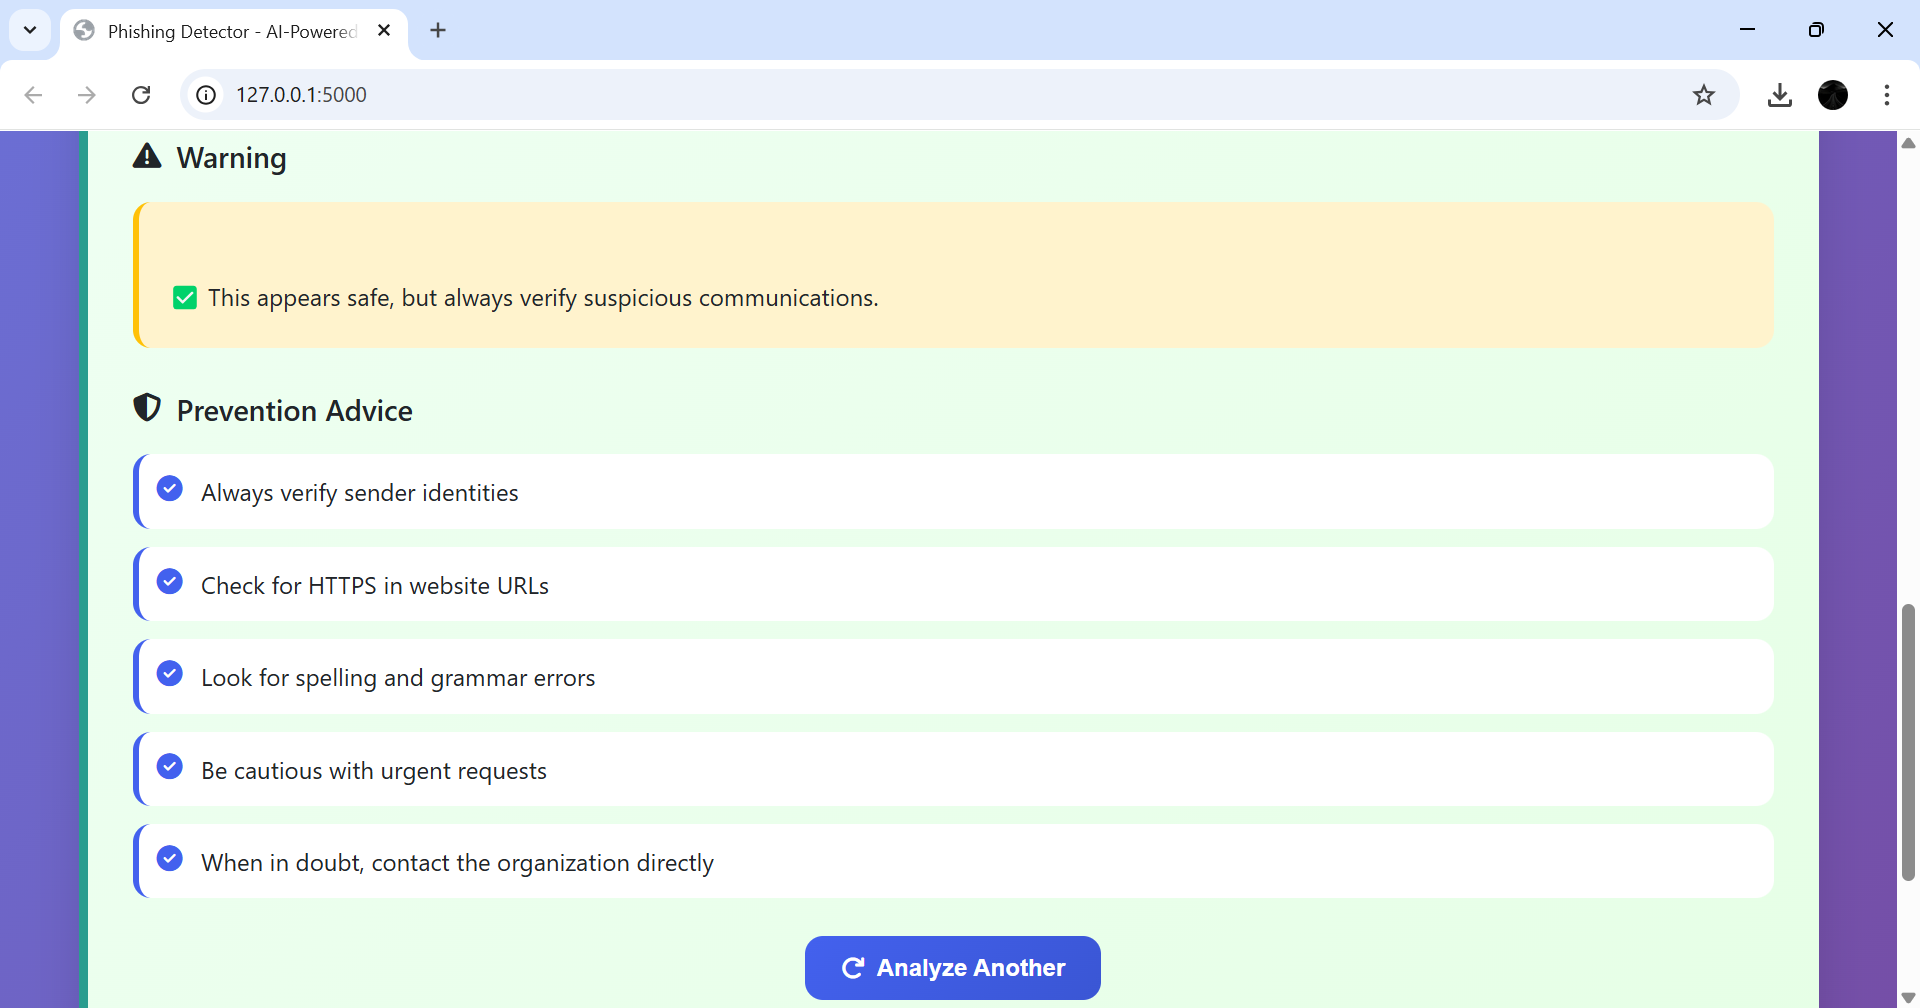 Phishing Detector - AI-Powered
127.0.0.1:5000
Warning
✅ This appears safe, but always verify suspicious communications.
Prevention Advice
Always verify sender identities
Check for HTTPS in website URLs
Look for spelling and grammar errors
Be cautious with urgent requests
When in doubt, contact the organization directly
Analyze Another